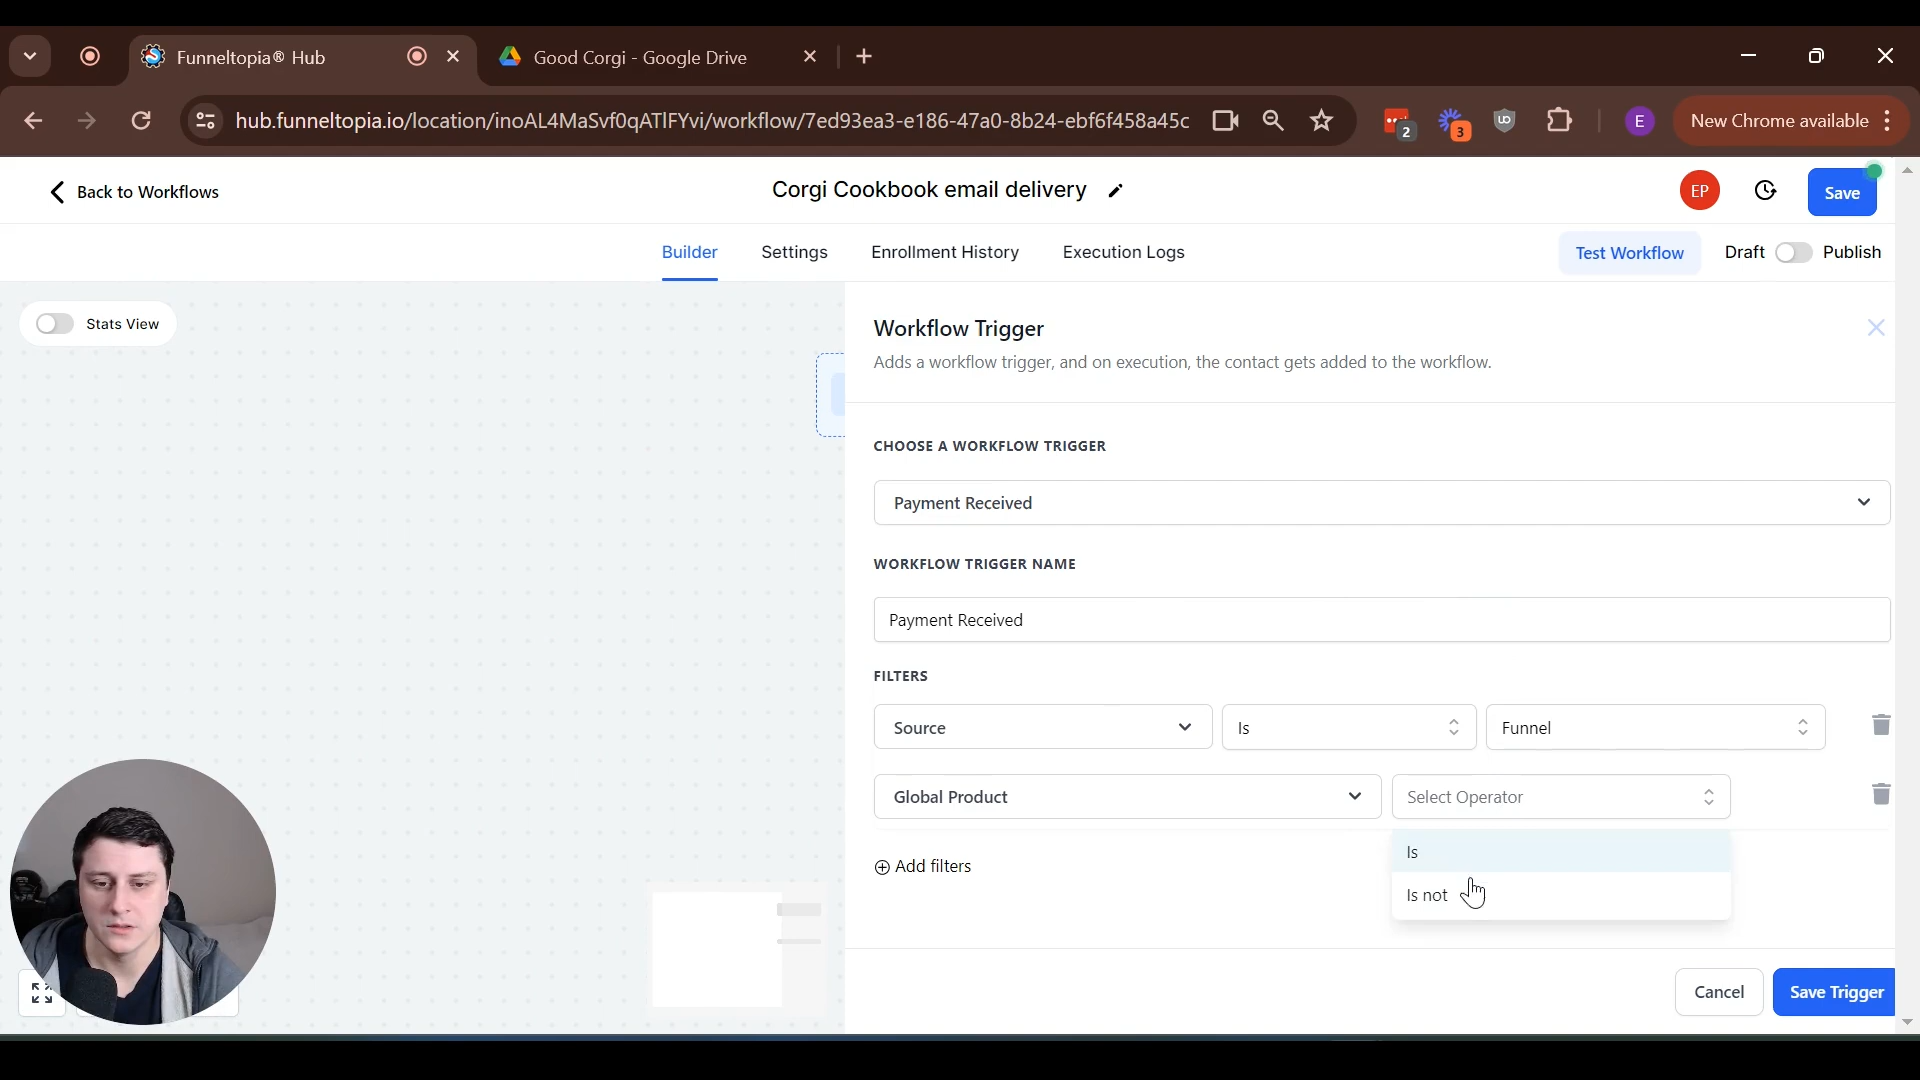 Funneltopia® Hub
Good Corgi - Google Drive
hub.funneltopia.io/location/inoAL4MaSvf0qATlFYvi/workflow/7ed93ea3-e186-47a0-8b24-ebf6f458a45c
2
3
UO
E
New Chrome available
Back to Workflows
Corgi Cookbook email delivery
EP
Save
Builder
Settings
Enrollment History
Execution Logs
Test Workflow
Draft
Publish
Stats View
Workflow Trigger
Adds a workflow trigger, and on execution, the contact gets added to the workflow.
CHOOSE A WORKFLOW TRIGGER
Payment Received
WORKFLOW TRIGGER NAME
Payment Received
FILTERS
Source
Is
Funnel
Global Product
Select Operator
Add filters
Is
Is not
Cancel
Save Trigger